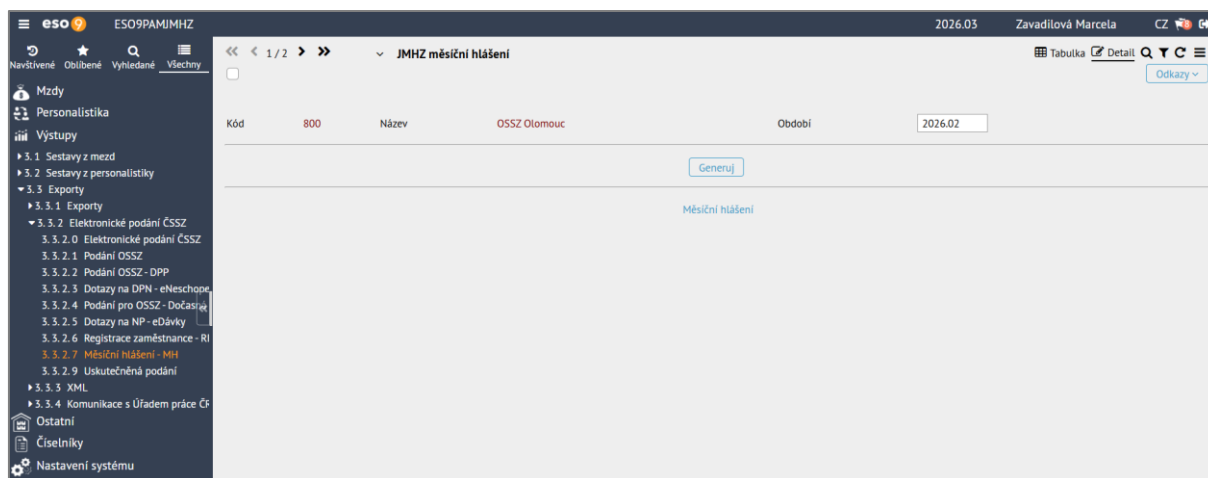 eso9 ESO9PAMJMHZ 2026.03 Zavadilová Marcela CZ
Navštívené Oblíbené Vyhledané Všechny
1/2 JMHZ měsíční hlášení Tabulka Detail
Odkazy
Mzdy
Personalistika
Výstupy
Kód 800 Název OSSZ Olomouc Období 2026.02
3. 1 Sestavy z mezd
3. 2 Sestavy z personalistiky
Generuj
3. 3 Exporty
3. 3. 1 Exporty
Měsíční hlášení
3. 3. 2 Elektronické podání ČSSZ
3. 3. 2. 0 Elektronické podání ČSSZ
3. 3. 2. 1 Podání OSSZ
3. 3. 2. 2 Podání OSSZ - DPP
3. 3. 2. 3 Dotazy na DPN - eNeschope
3. 3. 2. 4 Podání pro OSSZ -
3. 3. 2. 5 Dotazy na NP - eDávky
3. 3. 2. 6 Registrace zaměstnance -
3. 3. 2. 7 Měsíční hlášení - MH
3. 3. 2. 9 Uskutečněná podání
3. 3. 3 XML
3. 3. 4 Komunikace s Úřadem práce
Ostatní
Číselníky
Nastavení systému